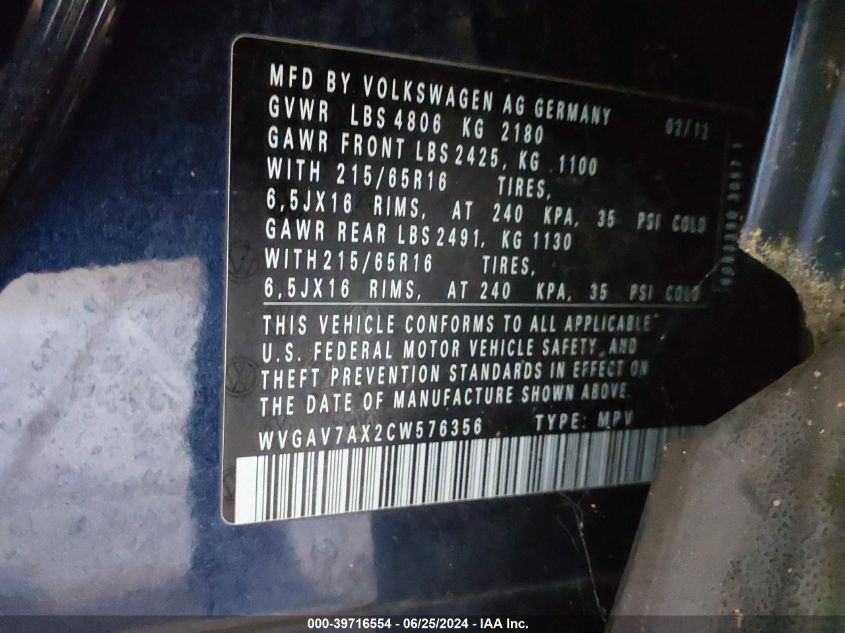 MFD BY VOLKSWAGEN AG GERMANY 02/12
GVWR LBS 4806 KG 2180
GAWR FRONT LBS 2425, KG 1100
WITH 215/65R16 TIRES,
6,5JX16 RIMS, AT 240 KPA, 35 PSI COLD
GAWR REAR LBS 2491, KG 1130
WITH 215/65R16 TIRES,
6,5JX16 RIMS, AT 240 KPA, 35 PSI COLD
THIS VEHICLE CONFORMS TO ALL APPLICABLE
U.S. FEDERAL MOTOR VEHICLE SAFETY, AND
THEFT PREVENTION STANDARDS IN EFFECT ON
THE DATE OF MANUFACTURE SHOWN ABOVE.
WVGAV7AX2CW576356 TYPE: MPV
000-39716554 - 06/25/2024 - IAA Inc.